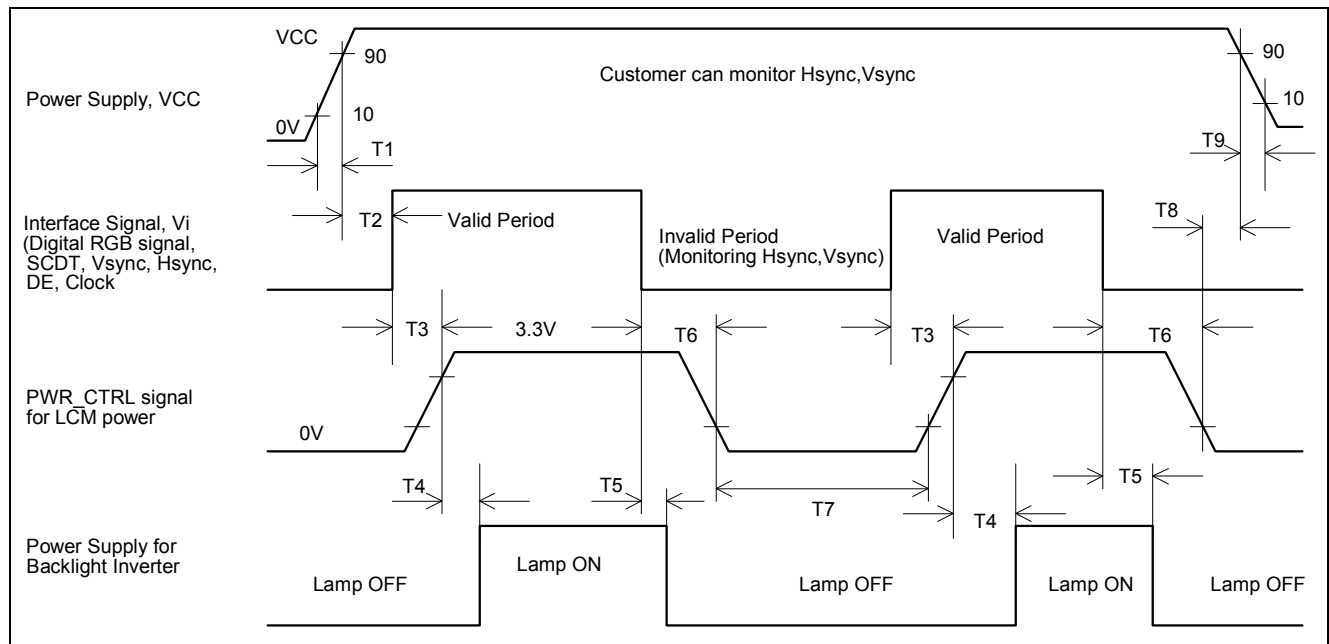 VCC
90
10
0V
Power Supply, VCC
Customer can monitor Hsync,Vsync
90
10
T1
T9
Interface Signal, Vi
(Digital RGB signal,
SCDT, Vsync, Hsync,
DE, Clock
T2
Valid Period
Invalid Period
(Monitoring Hsync,Vsync)
Valid Period
T8
T3
3.3V
T6
T3
T6
PWR_CTRL signal
for LCM power
0V
T4
T5
T7
T4
T5
Power Supply for
Backlight Inverter
Lamp OFF
Lamp ON
Lamp OFF
Lamp ON
Lamp OFF